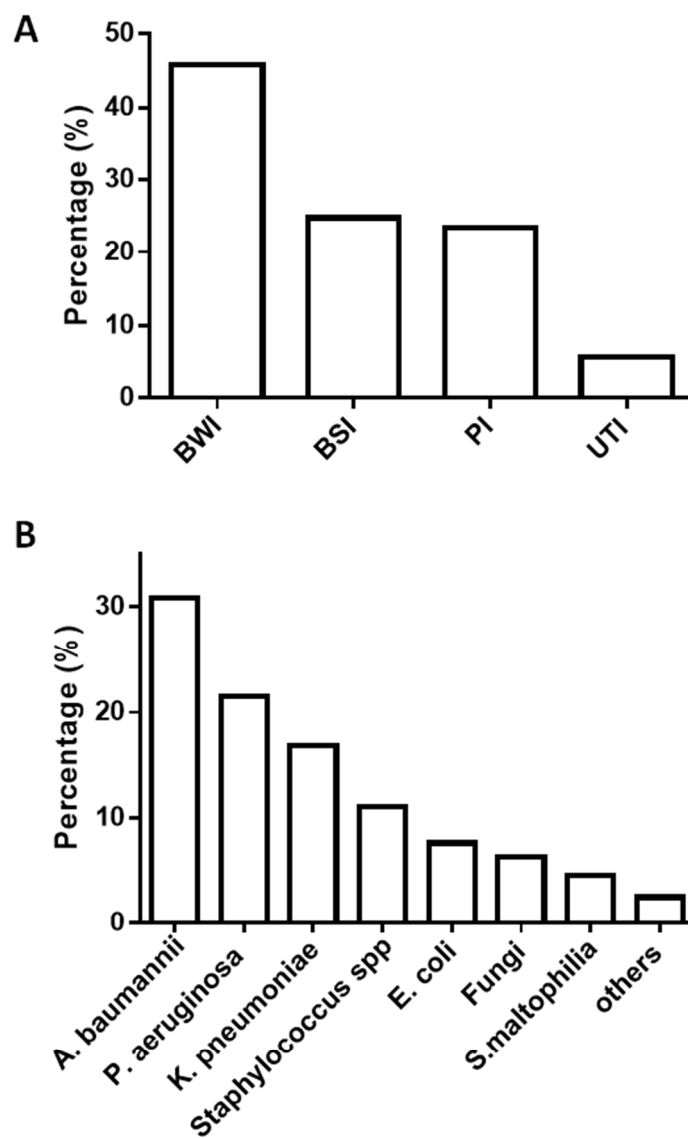 A
Percentage (%)
50
40
30
20
10
0
BWI
BSI
PI
UTI
B
Percentage (%)
30
20
10
0
A. baumannii
P. aeruginosa
K. pneumoniae
Staphylococcus spp
E. coli
Fungi
S.maltophilia
others